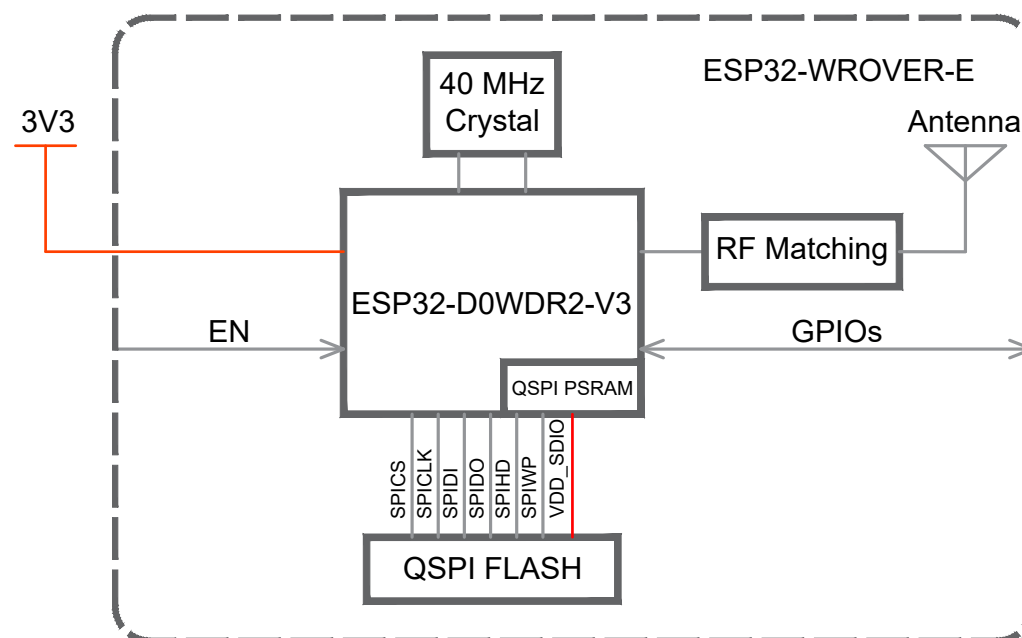 40 MHz
Crystal
ESP32-WROVER-E
3V3
Antenna
RF Matching
ESP32-D0WDR2-V3
EN
GPIOs
QSPI PSRAM
SPICS
SPICLK
SPIDI
SPIDO
SPIHD
SPIWP
VDD_SDIO
QSPI FLASH